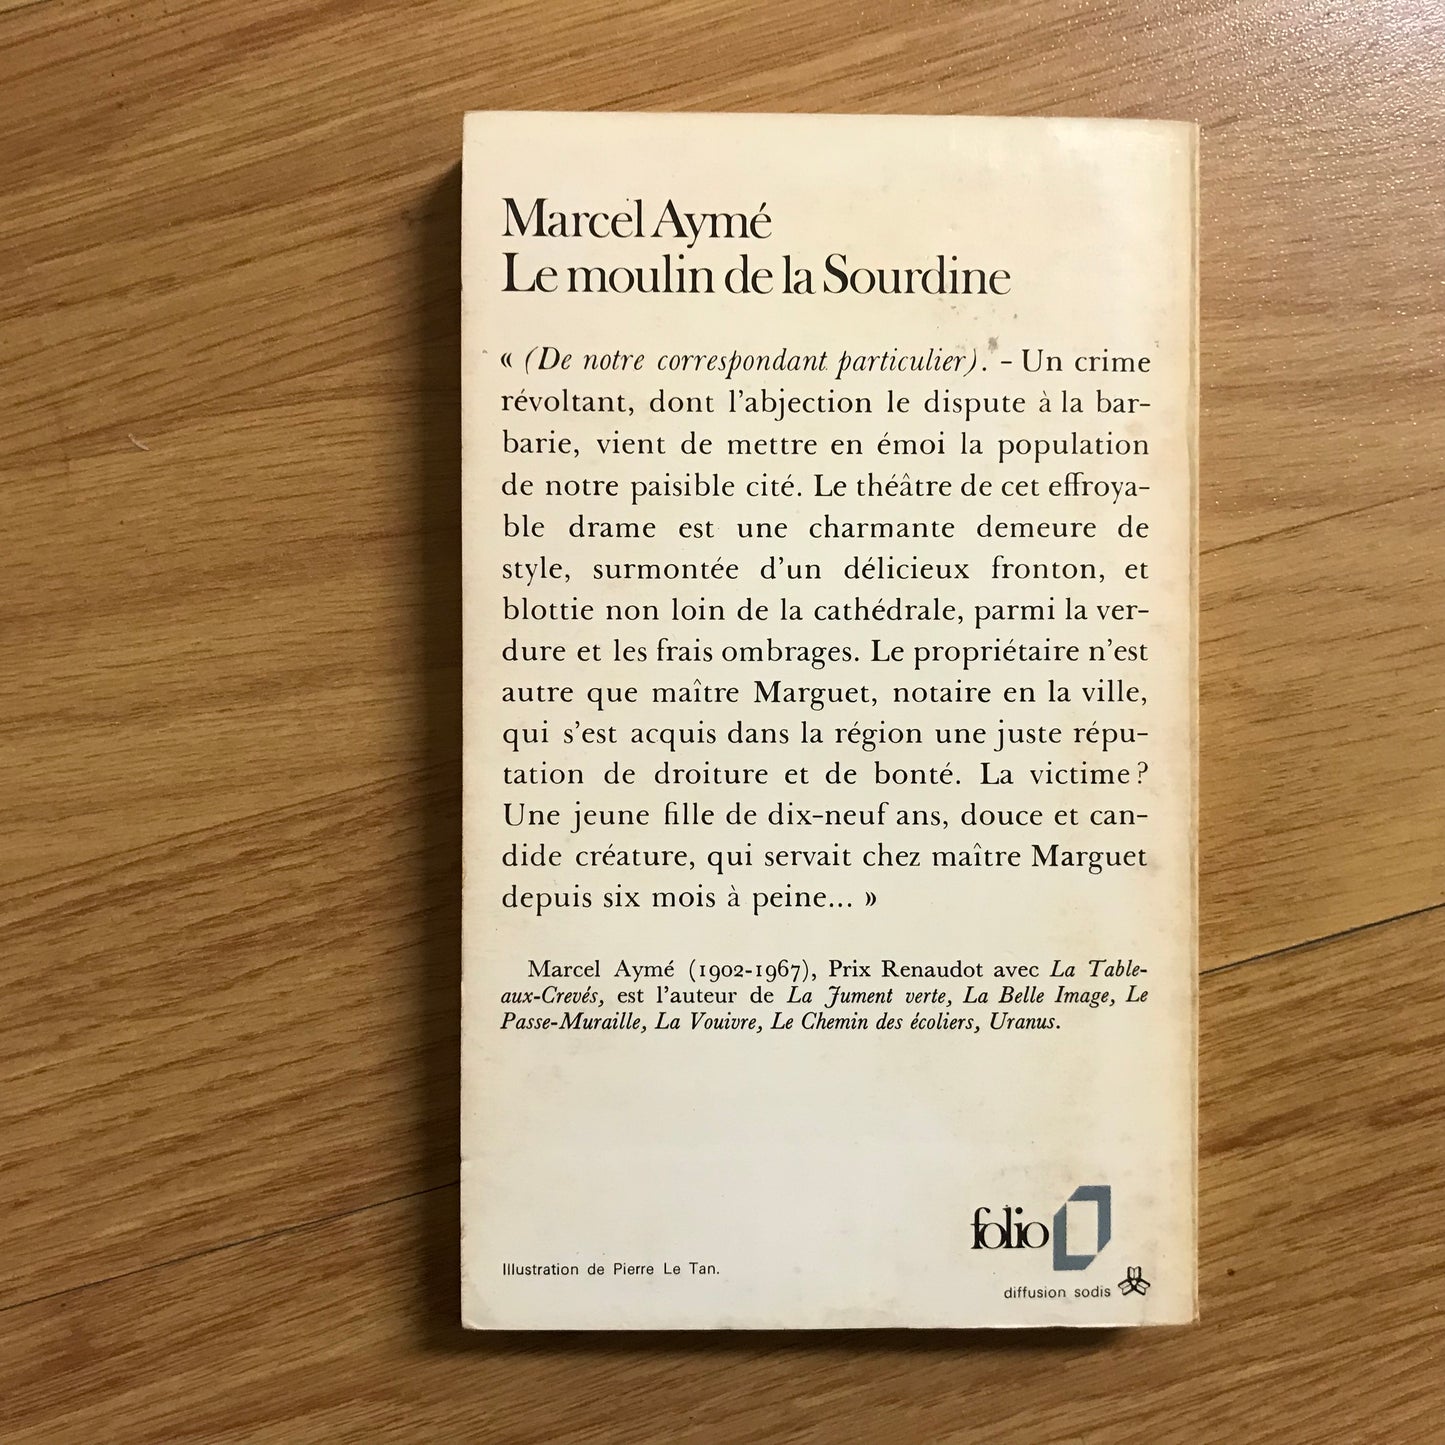 Marcel Aymé
Le moulin de la Sourdine
« (De notre correspondant particulier). – Un crime
révoltant, dont l'abjection le dispute à la bar-
barie, vient de mettre en émoi la population
de notre paisible cité. Le théâtre de cet effroya-
ble drame est une charmante demeure de
style, surmontée d'un délicieux fronton, et
blottie non loin de la cathédrale, parmi la ver-
dure et les frais ombrages. Le propriétaire n'est
autre que maître Marguet, notaire en la ville,
qui s'est acquis dans la région une juste répu-
tation de droiture et de bonté. La victime ?
Une jeune fille de dix-neuf ans, douce et can-
dide créature, qui servait chez maître Marguet
depuis six mois à peine... »
Marcel Aymé (1902-1967), Prix Renaudot avec La Table-
aux-Crevés, est l'auteur de La Jument verte, La Belle Image, Le
Passe-Muraille, La Vouivre, Le Chemin des écoliers, Uranus.
folio
Illustration de Pierre Le Tan.
diffusion sodis